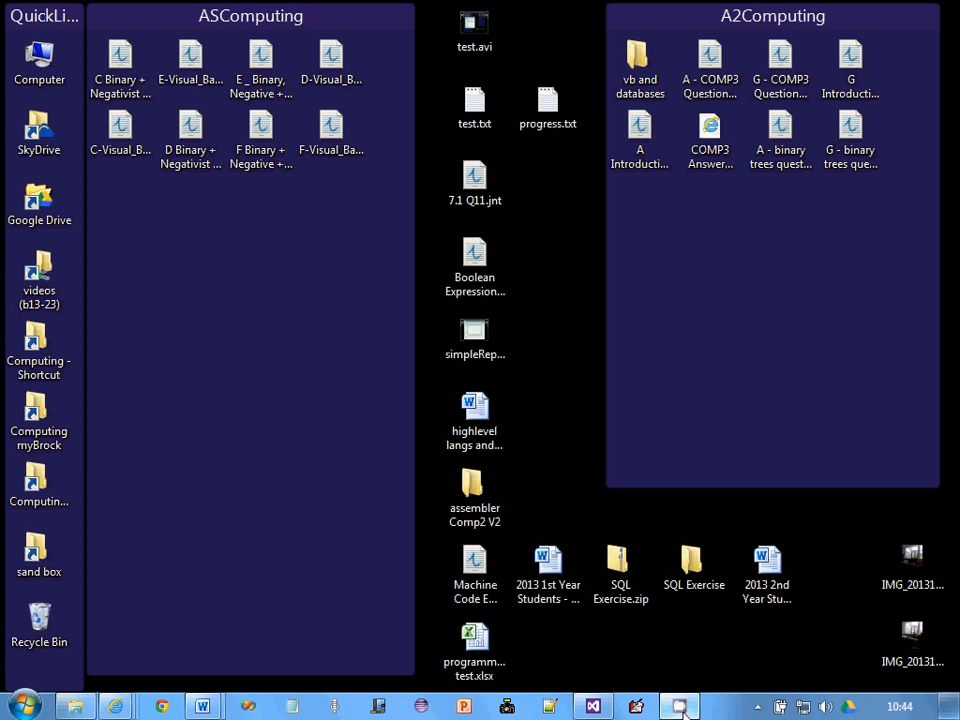 QuickLi...
Computer
SkyDrive
Google Drive
videos
(b13-23)
Computing -
Shortcut
Computing
myBrock
Computin...
sand box
Recycle Bin
ASComputing
C Binary +
Negativist ...
E-Visual_Ba...
E _ Binary,
Negative +...
D-Visual_B...
C-Visual_B...
D Binary +
Negativist ...
F Binary +
Negative +...
F-Visual_Ba...
test.avi
test.txt
progress.txt
7.1 Q11.jnt
Boolean
Expression...
simpleRep...
highlevel
langs and...
assembler
Comp2 V2
Machine
Code E...
2013 1st Year
Students - ...
SQL
Exercise.zip
SQL Exercise
2013 2nd
Year Stu...
programm...
test.xlsx
A2Computing
vb and
databases
A - COMP3
Question...
G - COMP3
Question...
G
Introducti...
A
Introducti...
COMP3
Answer...
A - binary
trees quest...
G - binary
trees que...
IMG_20131...
IMG_20131...
10:44